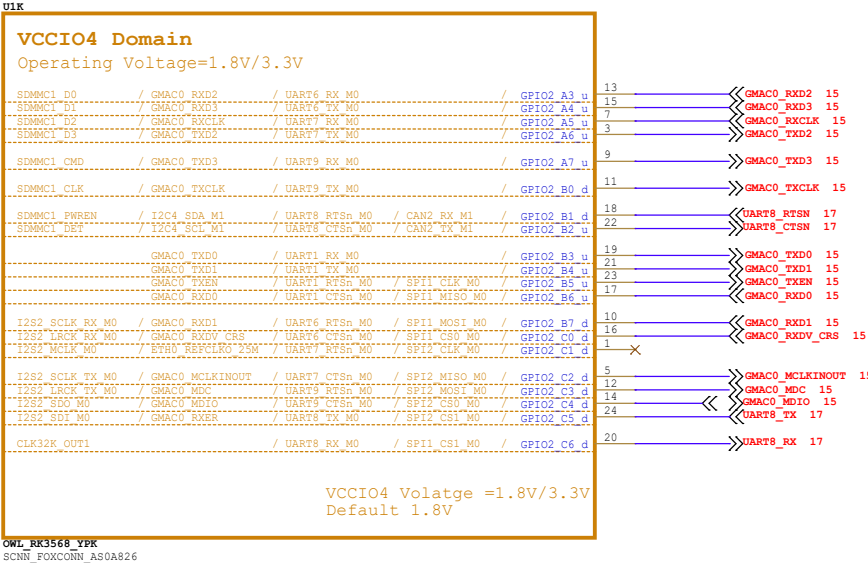 U1K
VCCIO4 Domain
Operating Voltage=1.8V/3.3V
SDMMC1_D0 / GMAC0_RXD2 / UART6_RX_M0 / GPIO2_A3_u 13 GMAC0_RXD2 15
SDMMC1_D1 / GMAC0_RXD3 / UART6_TX_M0 / GPIO2_A4_u 15 GMAC0_RXD3 15
SDMMC1_D2 / GMAC0_RXCLK / UART7_RX_M0 / GPIO2_A5_u 7 GMAC0_RXCLK 15
SDMMC1_D3 / GMAC0_TXD2 / UART7_TX_M0 / GPIO2_A6_u 3 GMAC0_TXD2 15
SDMMC1_CMD / GMAC0_TXD3 / UART9_RX_M0 / GPIO2_A7_u 9 GMAC0_TXD3 15
SDMMC1_CLK / GMAC0_TXCLK / UART9_TX_M0 / GPIO2_B0_d 11 GMAC0_TXCLK 15
SDMMC1_PWREN / I2C4_SDA_M1 / UART8_RTSn_M0 / CAN2_RX_M1 / GPIO2_B1_d 18 UART8_RTSN 17
SDMMC1_DET / I2C4_SCL_M1 / UART8_CTSn_M0 / CAN2_TX_M1 / GPIO2_B2_u 22 UART8_CTSN 17
GMAC0_TXD0 / UART1_RX_M0 / GPIO2_B3_u 19 GMAC0_TXD0 15
GMAC0_TXD1 / UART1_TX_M0 / GPIO2_B4_u 21 GMAC0_TXD1 15
GMAC0_TXEN / UART1_RTSn_M0 / SPI1_CLK_M0 / GPIO2_B5_u 23 GMAC0_TXEN 15
GMAC0_RXD0 / UART1_CTSn_M0 / SPI1_MISO_M0 / GPIO2_B6_u 17 GMAC0_RXD0 15
I2S2_SCLK_RX_M0 / GMAC0_RXD1 / UART6_RTSn_M0 / SPI1_MOSI_M0 / GPIO2_B7_d 10 GMAC0_RXD1 15
I2S2_LRCK_RX_M0 / GMAC0_RXDV_CRS / UART6_CTSn_M0 / SPI1_CS0_M0 / GPIO2_C0_d 16 GMAC0_RXDV_CRS 15
I2S2_MCLK_M0 / ETH0_REFCLKO_25M / UART7_RTSn_M0 / SPI2_CLK_M0 / GPIO2_C1_d 1
I2S2_SCLK_TX_M0 / GMAC0_MCLKINOUT / UART7_CTSn_M0 / SPI2_MISO_M0 / GPIO2_C2_d 5 GMAC0_MCLKINOUT 15
I2S2_LRCK_TX_M0 / GMAC0_MDC / UART9_RTSn_M0 / SPI2_MOSI_M0 / GPIO2_C3_d 12 GMAC0_MDC 15
I2S2_SDO_M0 / GMAC0_MDIO / UART9_CTSn_M0 / SPI2_CS0_M0 / GPIO2_C4_d 14 GMAC0_MDIO 15
I2S2_SDI_M0 / GMAC0_RXER / UART8_TX_M0 / SPI2_CS1_M0 / GPIO2_C5_d 24 UART8_TX 17
CLK32K_OUT1 / UART8_RX_M0 / SPI1_CS1_M0 / GPIO2_C6_d 20 UART8_RX 17
VCCIO4 Volatge =1.8V/3.3V
Default 1.8V
OWL_RK3568_YPK
SCNN_FOXCONN_AS0A826